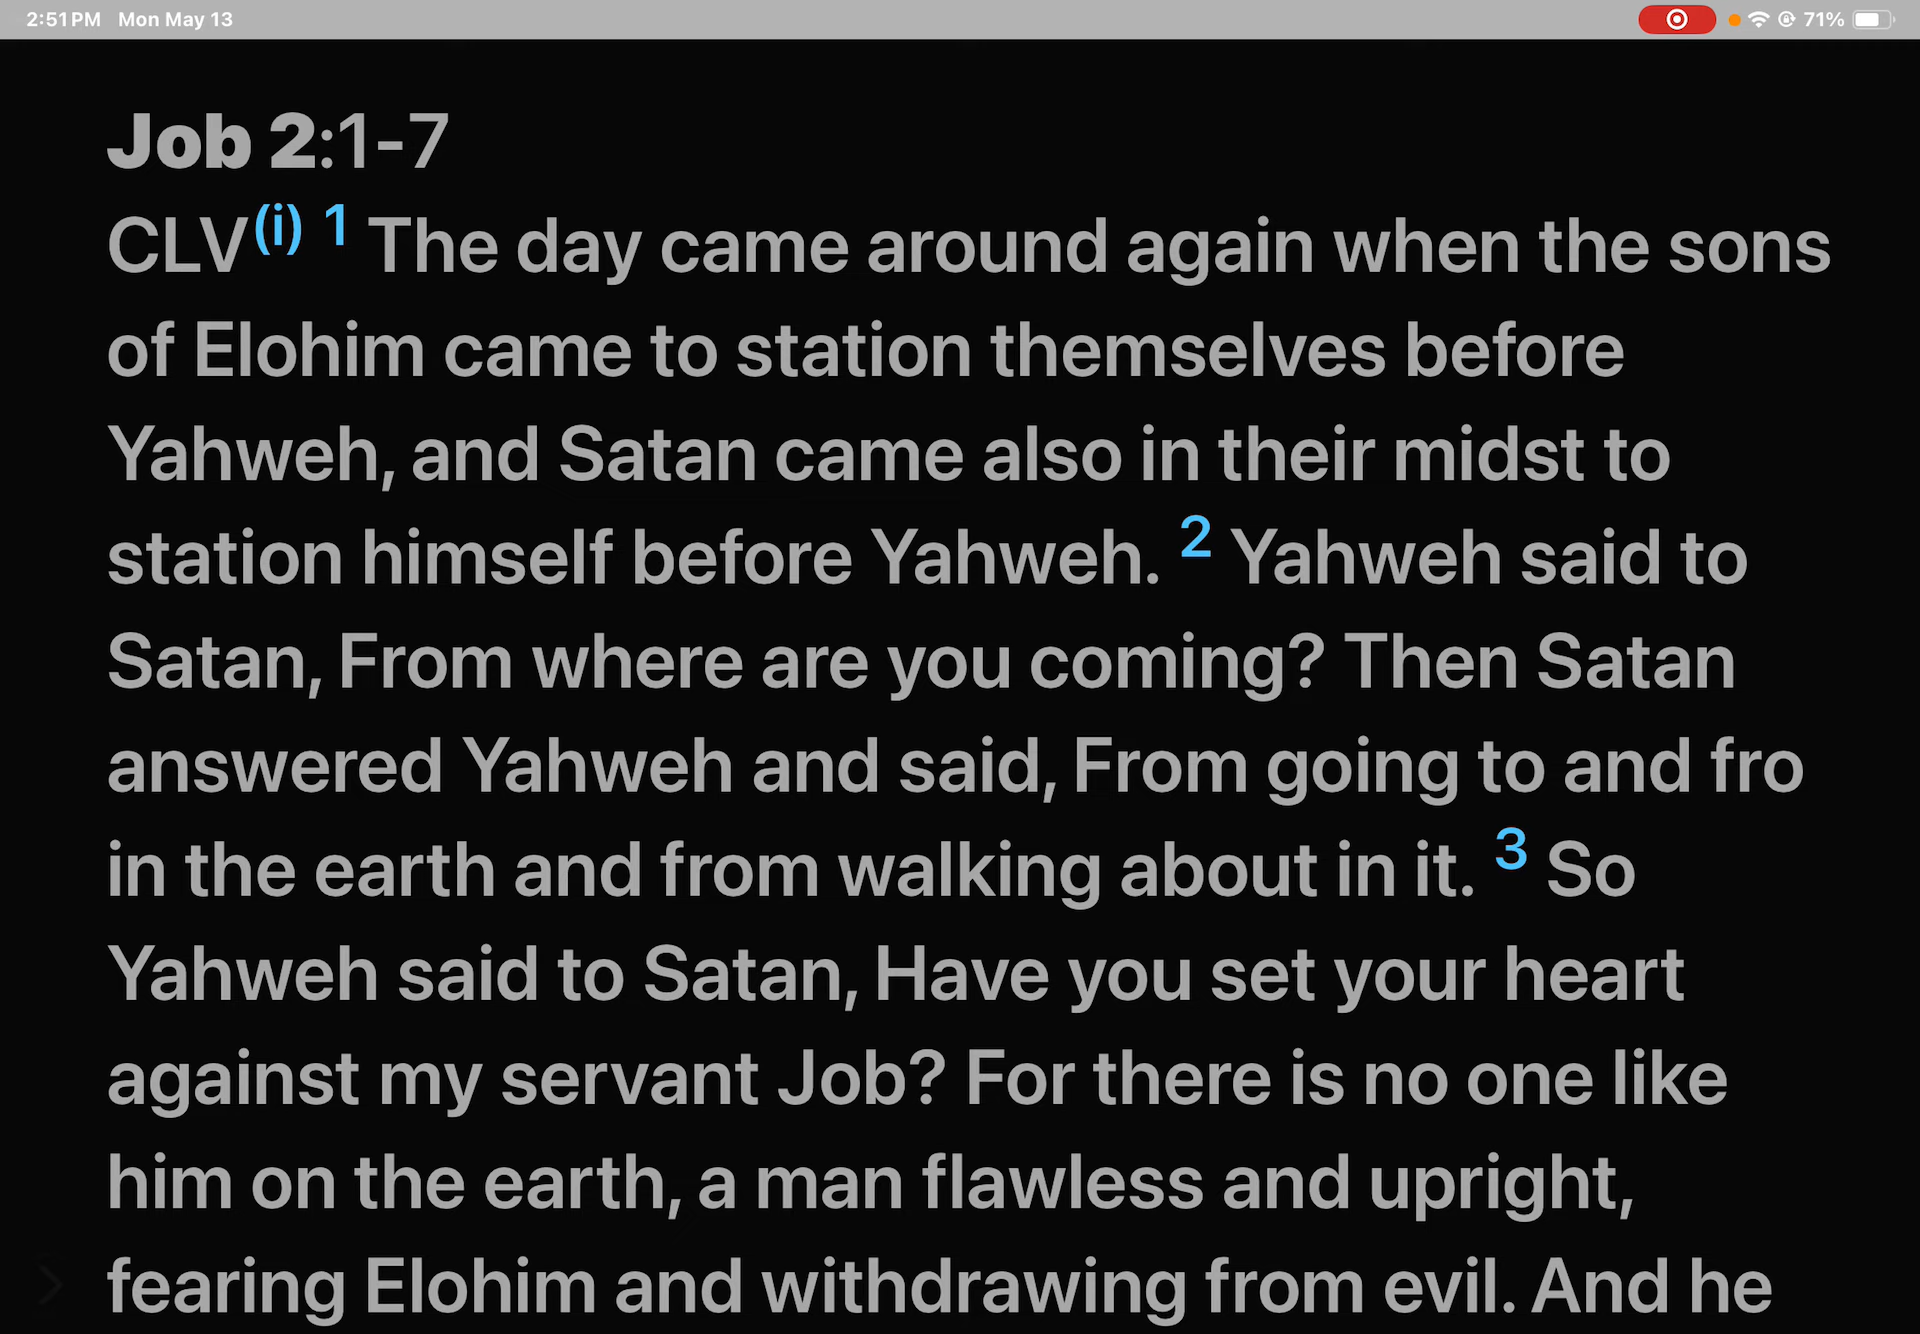 2:51 PM Mon May 13
71%
Job 2:1-7
CLV(i) 1 The day came around again when the sons
of Elohim came to station themselves before
Yahweh, and Satan came also in their midst to
station himself before Yahweh. 2 Yahweh said to
Satan, From where are you coming? Then Satan
answered Yahweh and said, From going to and fro
in the earth and from walking about in it. 3 So
Yahweh said to Satan, Have you set your heart
against my servant Job? For there is no one like
him on the earth, a man flawless and upright,
fearing Elohim and withdrawing from evil. And he